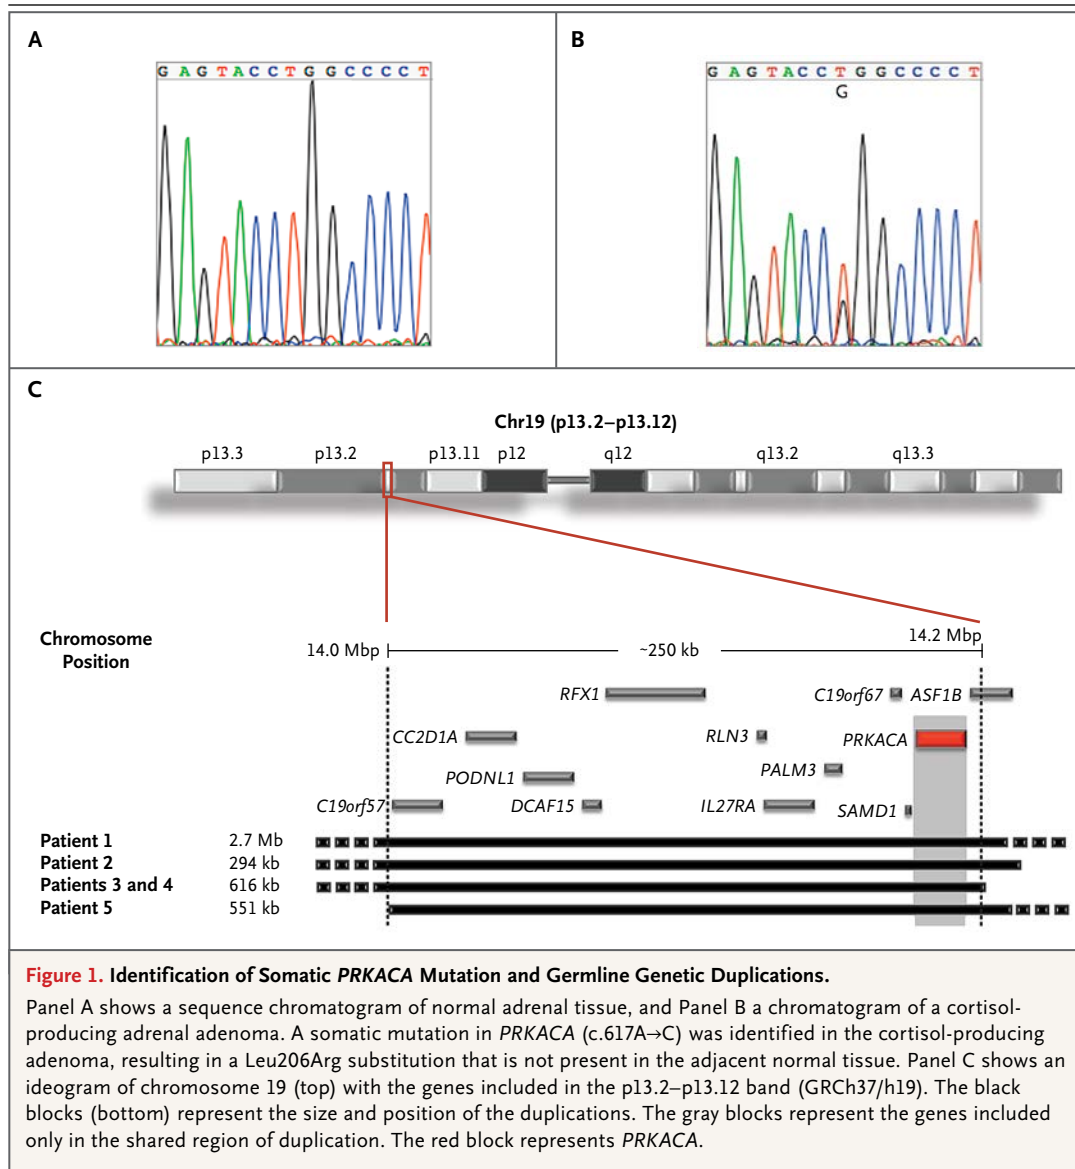 A
G A G T A C C T G G C C C C T
B
G A G T A C C T G G C C C C T
G
C
Chr19 (p13.2–p13.12)
p13.3 p13.2 p13.11 p12 q12 q13.2 q13.3
Chromosome
Position
14.0 Mbp ~250 kb 14.2 Mbp
RFX1 C19orf67 ASF1B
CC2D1A RLN3 PRKACA
PODNL1 PALM3
C19orf57 DCAF15 IL27RA SAMD1
Patient 1 2.7 Mb
Patient 2 294 kb
Patients 3 and 4 616 kb
Patient 5 551 kb
Figure 1. Identification of Somatic PRKACA Mutation and Germline Genetic Duplications.
Panel A shows a sequence chromatogram of normal adrenal tissue, and Panel B a chromatogram of a cortisol-
producing adrenal adenoma. A somatic mutation in PRKACA (c.617A→C) was identified in the cortisol-producing
adenoma, resulting in a Leu206Arg substitution that is not present in the adjacent normal tissue. Panel C shows an
ideogram of chromosome 19 (top) with the genes included in the p13.2–p13.12 band (GRCh37/h19). The black
blocks (bottom) represent the size and position of the duplications. The gray blocks represent the genes included
only in the shared region of duplication. The red block represents PRKACA.